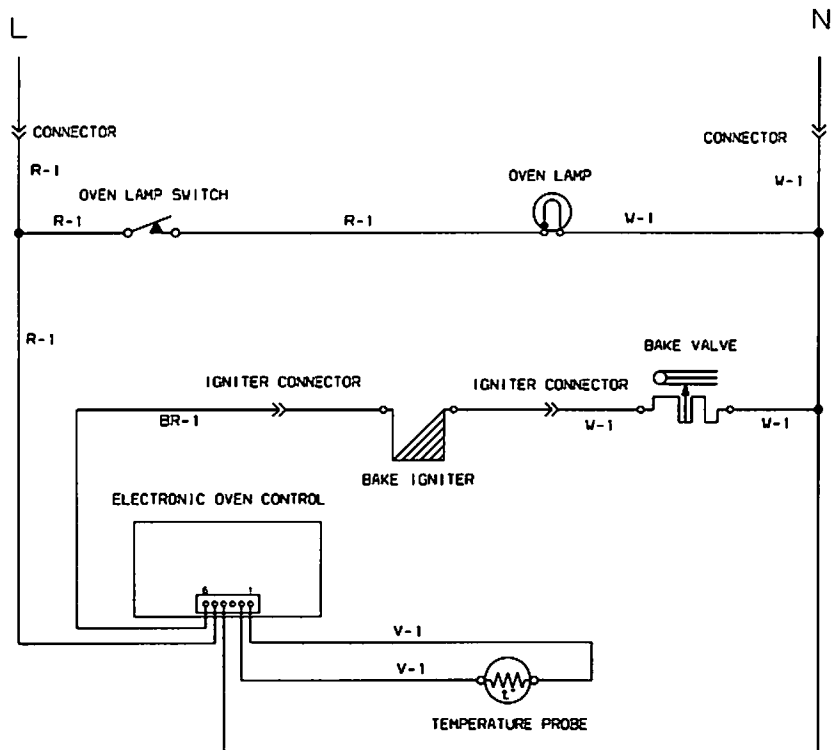 L
N
CONNECTOR
CONNECTOR
R-1
W-1
OVEN LAMP SWITCH
OVEN LAMP
R-1
R-1
W-1
R-1
BAKE VALVE
IGNITER CONNECTOR
IGNITER CONNECTOR
BR-1
W-1
W-1
BAKE IGNITER
ELECTRONIC OVEN CONTROL
6
1
V-1
V-1
t°
TEMPERATURE PROBE